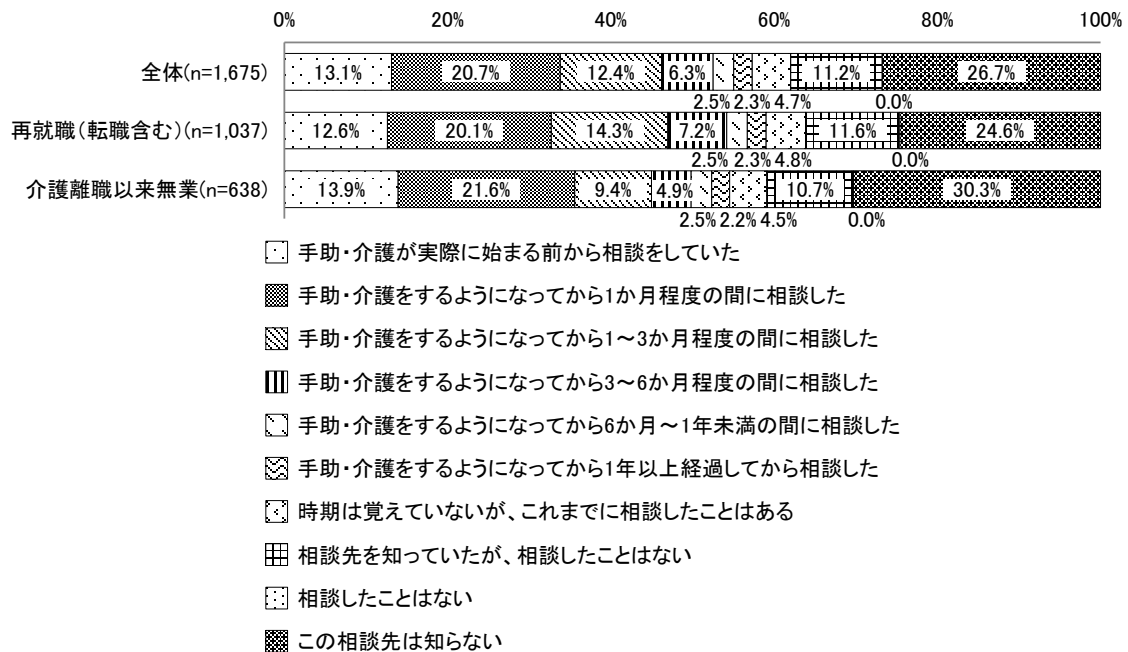 0% 20% 40% 60% 80% 100%
全体(n=1,675) 13.1% 20.7% 12.4% 6.3% 11.2% 26.7%
2.5% 2.3% 4.7% 0.0%
再就職(転職含む)(n=1,037) 12.6% 20.1% 14.3% 7.2% 11.6% 24.6%
2.5% 2.3% 4.8% 0.0%
介護離職以来無業(n=638) 13.9% 21.6% 9.4% 4.9% 10.7% 30.3%
2.5% 2.2% 4.5% 0.0%
手助・介護が実際に始まる前から相談をしていた
手助・介護をするようになってから1か月程度の間に相談した
手助・介護をするようになってから1～3か月程度の間に相談した
手助・介護をするようになってから3～6か月程度の間に相談した
手助・介護をするようになってから6か月～1年未満の間に相談した
手助・介護をするようになってから1年以上経過してから相談した
時期は覚えていないが、これまでに相談したことはある
相談先を知っていたが、相談したことはない
相談したことはない
この相談先は知らない